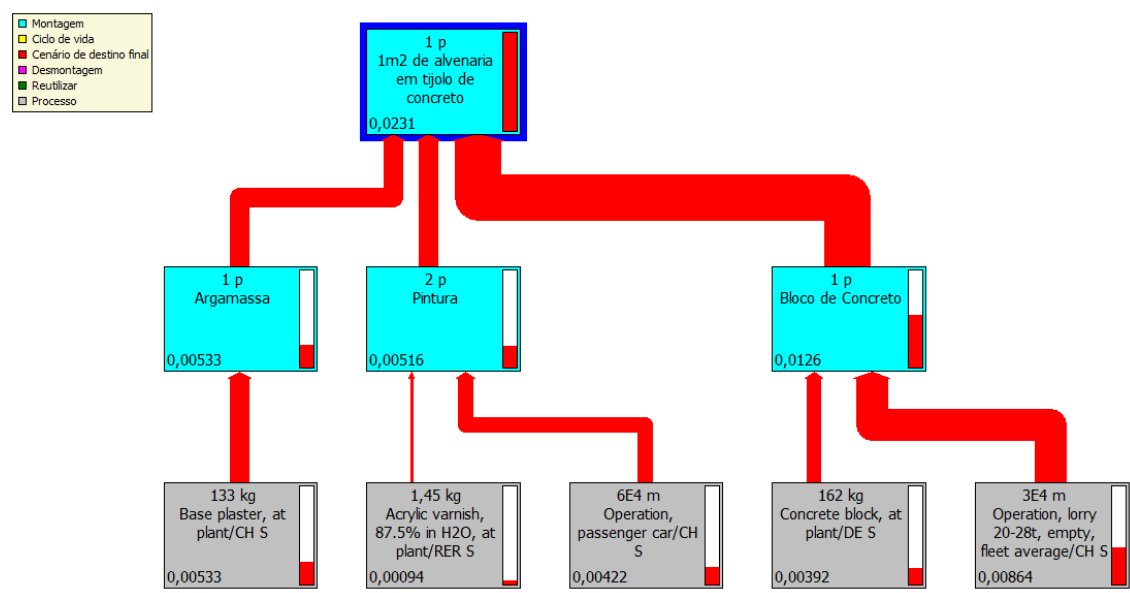 Montagem
Ciclo de vida
Cenário de destino final
Desmontagem
Reutilizar
Processo
1 p
1m2 de alvenaria
em tijolo de
concreto
0,0231
1 p
Argamassa
0,00533
2 p
Pintura
0,00516
1 p
Bloco de Concreto
0,0126
133 kg
Base plaster, at
plant/CH S
0,00533
1,45 kg
Acrylic varnish,
87.5% in H2O, at
plant/RER S
0,00094
6E4 m
Operation,
passenger car/CH
S
0,00422
162 kg
Concrete block, at
plant/DE S
0,00392
3E4 m
Operation, lorry
20-28t, empty,
fleet average/CH S
0,00864